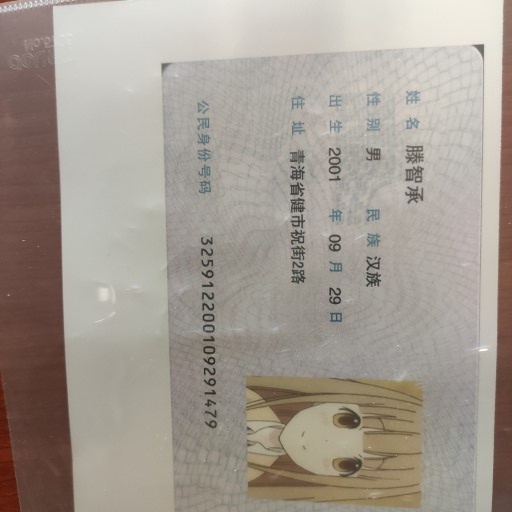 姓名 滕智承
性别 男 民族 汉族
出生 2001 年 09 月 29 日
住址 青海省健市祝街2路
公民身份号码 325912200109291479